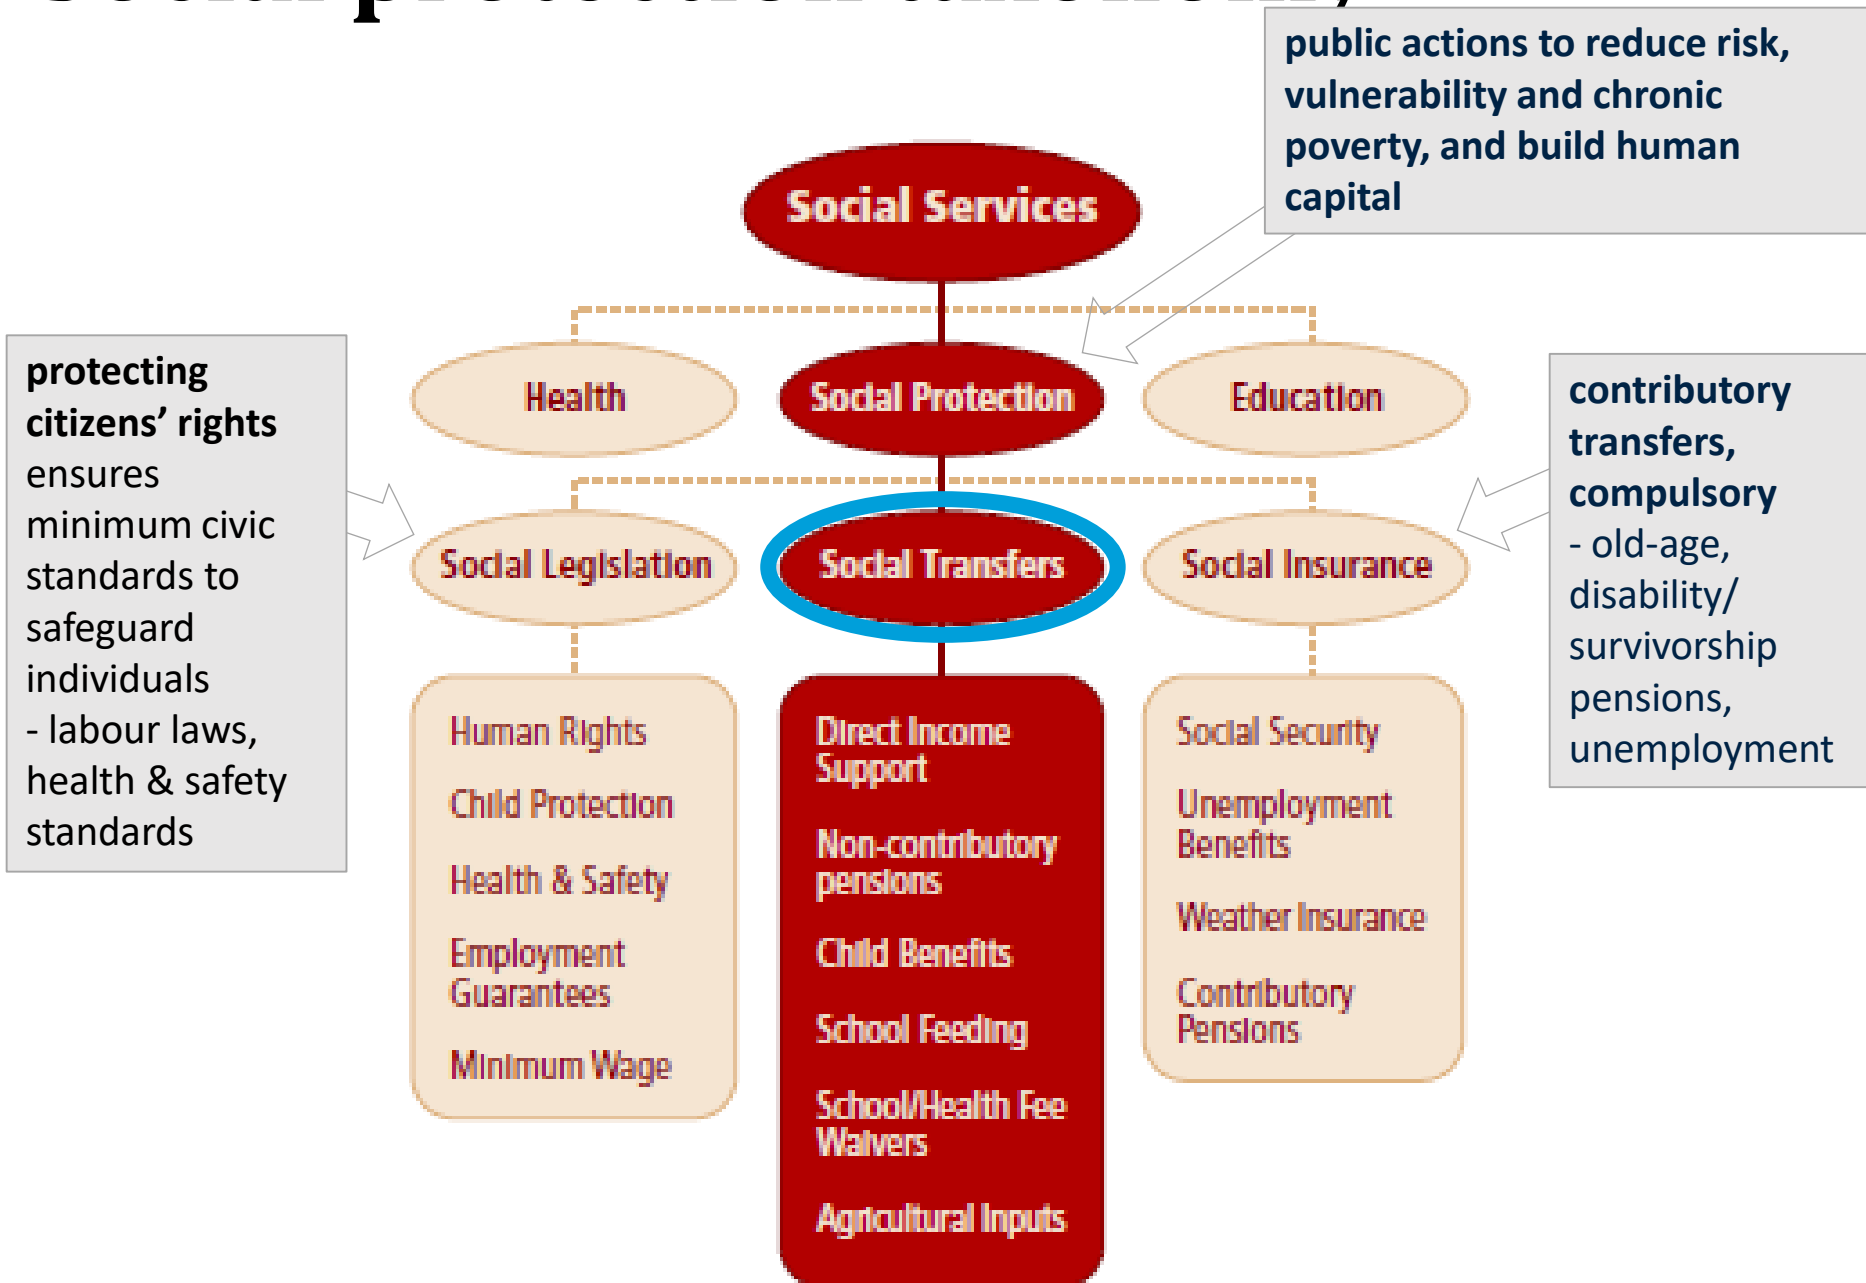 Social protection taxonomy
public actions to reduce risk,
vulnerability and chronic
poverty, and build human
capital
Social Services
protecting
citizens’ rights
ensures
minimum civic
standards to
safeguard
individuals
- labour laws,
health & safety
standards
Health
Social Protection
Education
contributory
transfers,
compulsory
- old-age,
disability/
survivorship
pensions,
unemployment
Social Legislation
Social Transfers
Social Insurance
Human Rights
Child Protection
Health & Safety
Employment
Guarantees
Minimum Wage
Direct Income
Support
Non-contributory
pensions
Child Benefits
School Feeding
School/Health Fee
Waivers
Agricultural Inputs
Social Security
Unemployment
Benefits
Weather Insurance
Contributory
Pensions